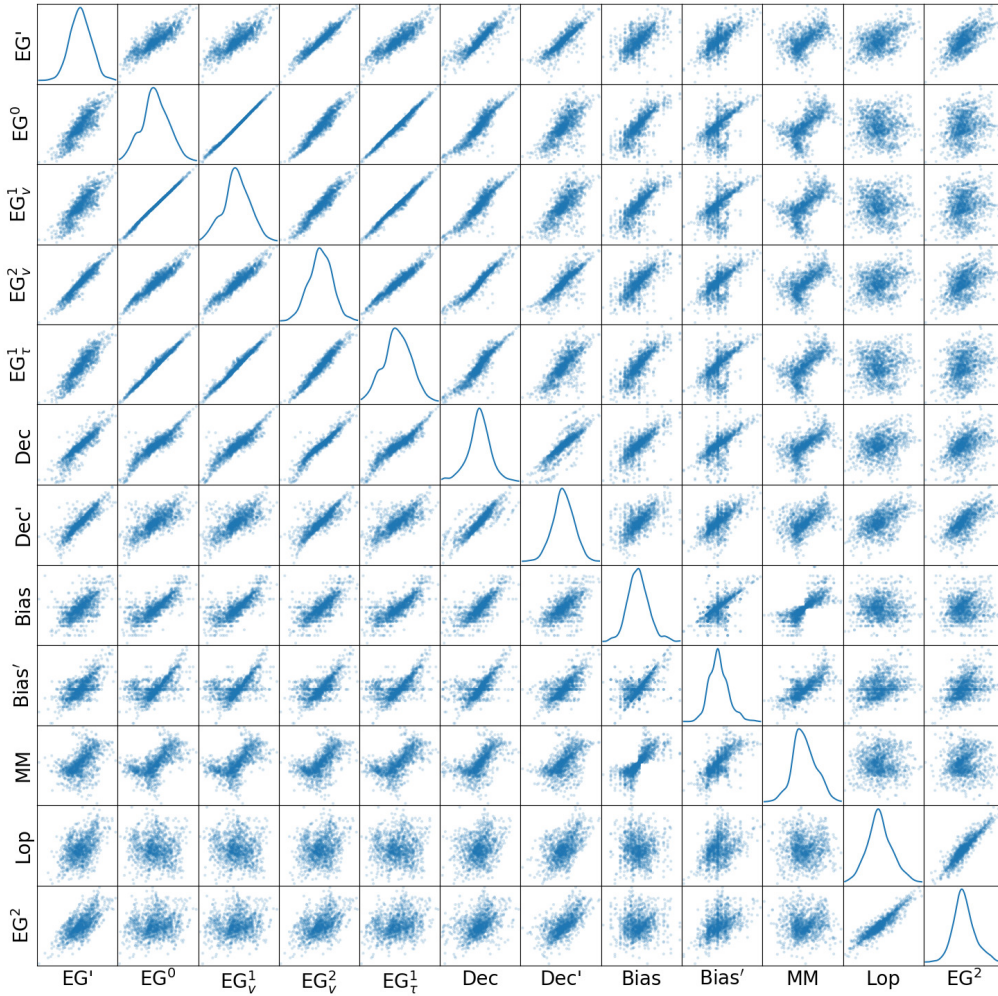 EG'
EG⁰
EG¹ᵥ
EG²ᵥ
EG¹τ
Dec
Dec'
Bias
Bias′
MM
Lop
EG²
EG' EG⁰ EG¹ᵥ EG²ᵥ EG¹τ Dec Dec' Bias Bias′ MM Lop EG²